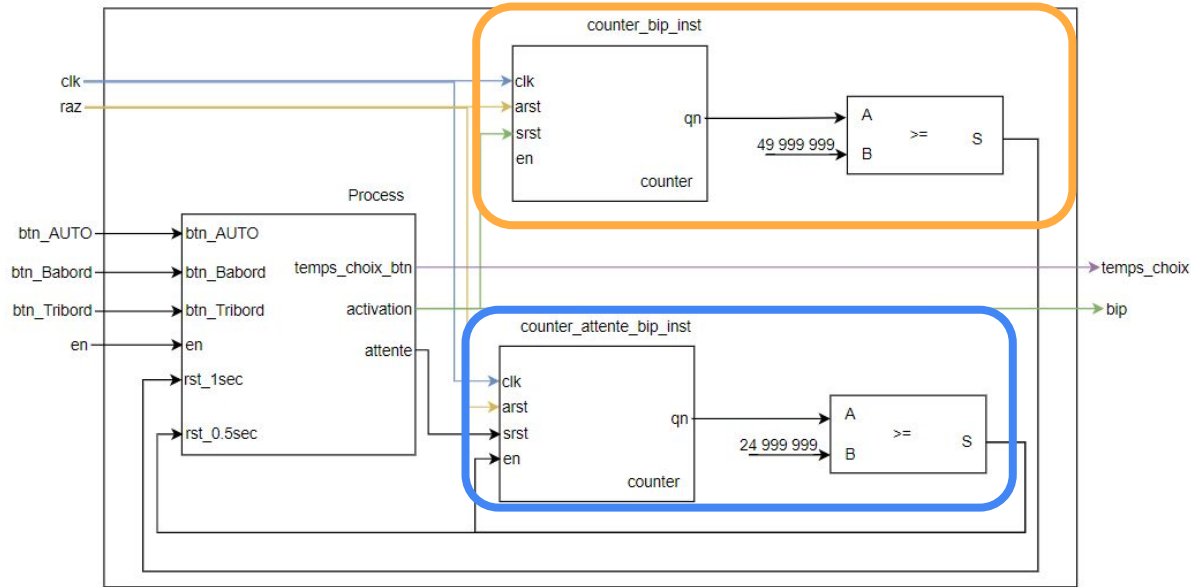 counter_bip_inst
clk
raz
clk
arst
srst
en
qn
counter
49 999 999
A
B
>=
S
Process
btn_AUTO
btn_Babord
btn_Tribord
en
btn_AUTO
btn_Babord
btn_Tribord
en
rst_1sec
rst_0.5sec
temps_choix_btn
activation
attente
temps_choix
bip
counter_attente_bip_inst
clk
arst
srst
en
qn
counter
24 999 999
A
B
>=
S